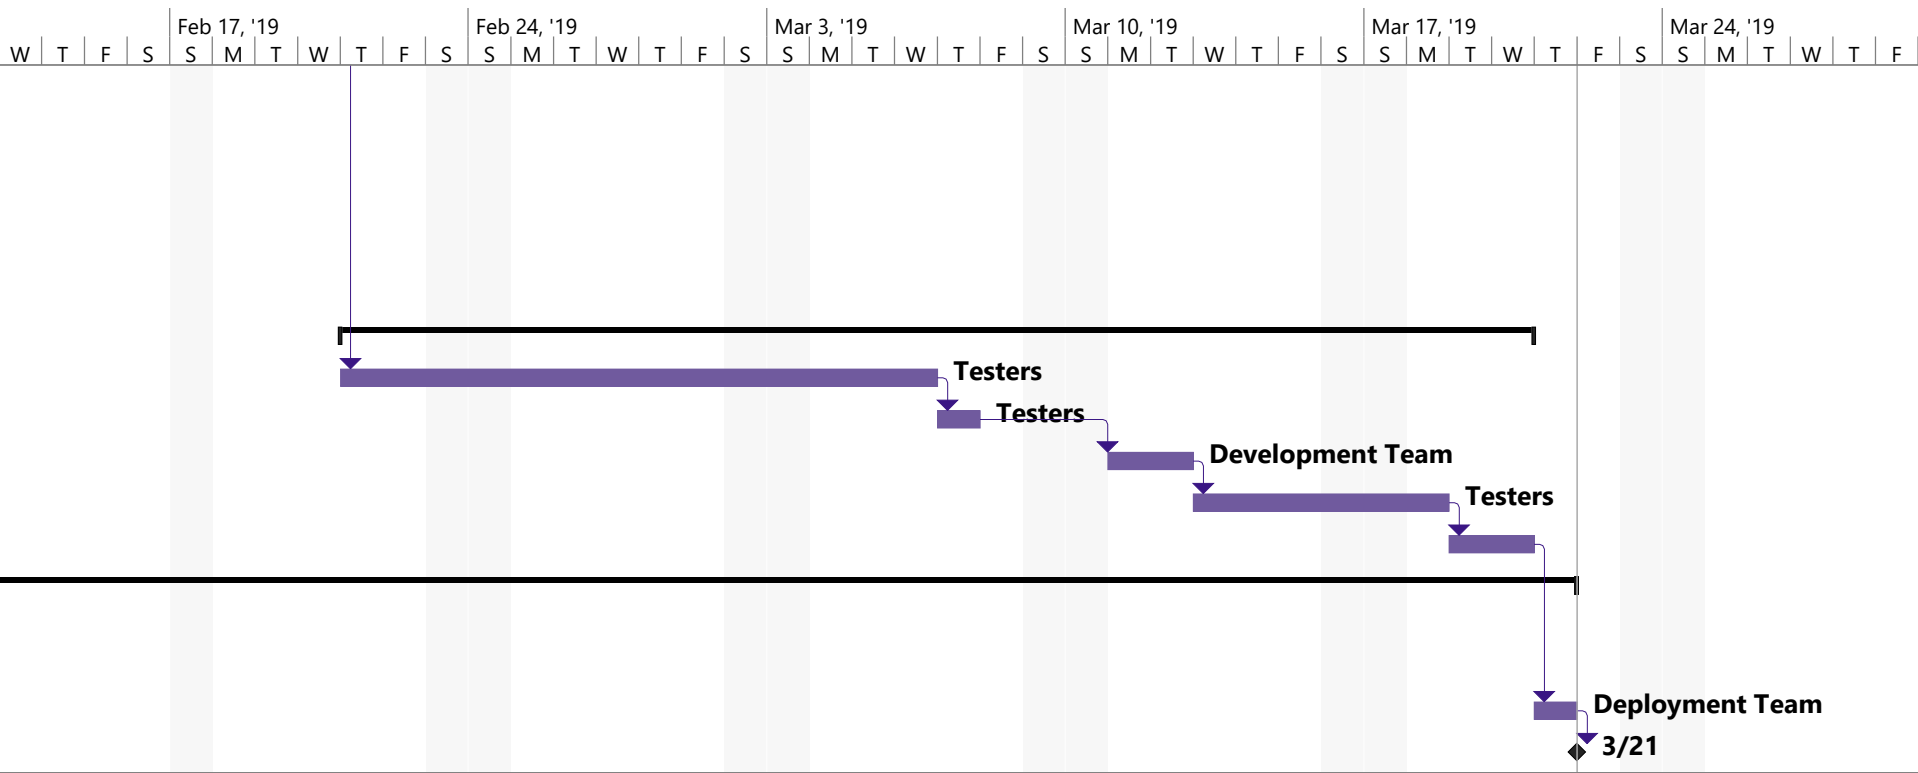 Feb 17, '19 Feb 24, '19 Mar 3, '19 Mar 10, '19 Mar 17, '19 Mar 24, '19
W T F S S M T W T F S S M T W T F S S M T W T F S S M T W T F S S M T W T F S S M T W T F
Testers
Testers
Development Team
Testers
Deployment Team
3/21